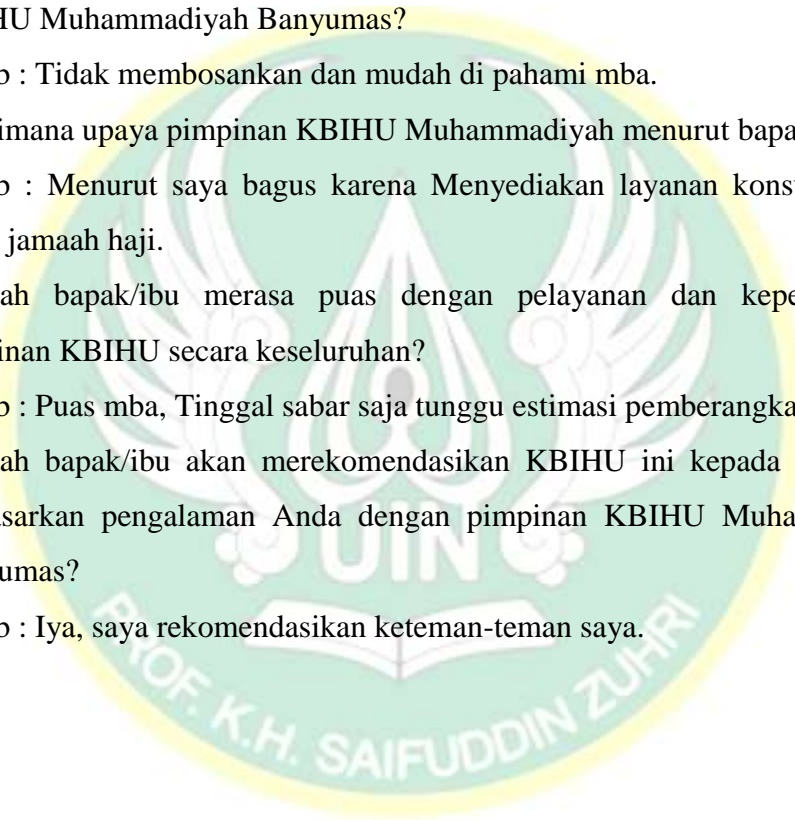 HU Muhammadiyah Banyumas?
b : Tidak membosankan dan mudah di pahami mba.
imana upaya pimpinan KBIHU Muhammadiyah menurut bapa
b : Menurut saya bagus karena Menyediakan layanan kons
jamaah haji.
ah bapak/ibu merasa puas dengan pelayanan dan kepe
inan KBIHU secara keseluruhan?
b : Puas mba, Tinggal sabar saja tunggu estimasi pemberangka
ah bapak/ibu akan merekomendasikan KBIHU ini kepada
asarkan pengalaman Anda dengan pimpinan KBIHU Muha
umas?
b : Iya, saya rekomendasikan keteman-teman saya.
UIN
PROF. K.H. SAIFUDDIN ZUHRI